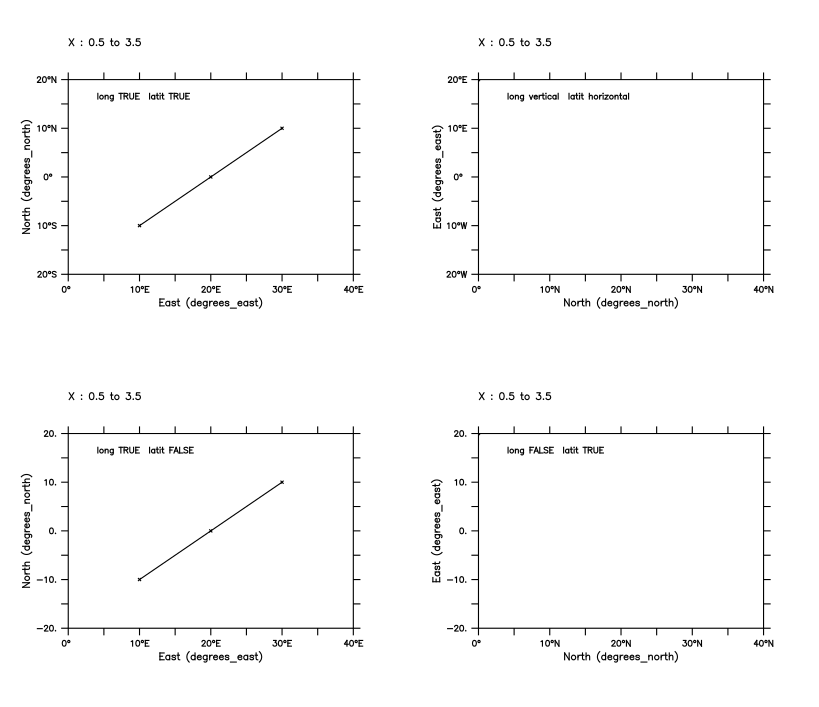 X : 0.5 to 3.5
20°N
long TRUE latit TRUE
10°N
0°
10°S
20°S
North (degrees_north)
0° 10°E 20°E 30°E 40°E
East (degrees_east)
X : 0.5 to 3.5
20°E
long vertical latit horizontal
10°E
0°
10°W
20°W
East (degrees_east)
0° 10°N 20°N 30°N 40°N
North (degrees_north)
X : 0.5 to 3.5
20.
long TRUE latit FALSE
10.
0.
−10.
−20.
North (degrees_north)
0° 10°E 20°E 30°E 40°E
East (degrees_east)
X : 0.5 to 3.5
20.
long FALSE latit TRUE
10.
0.
−10.
−20.
East (degrees_east)
0° 10°N 20°N 30°N 40°N
North (degrees_north)